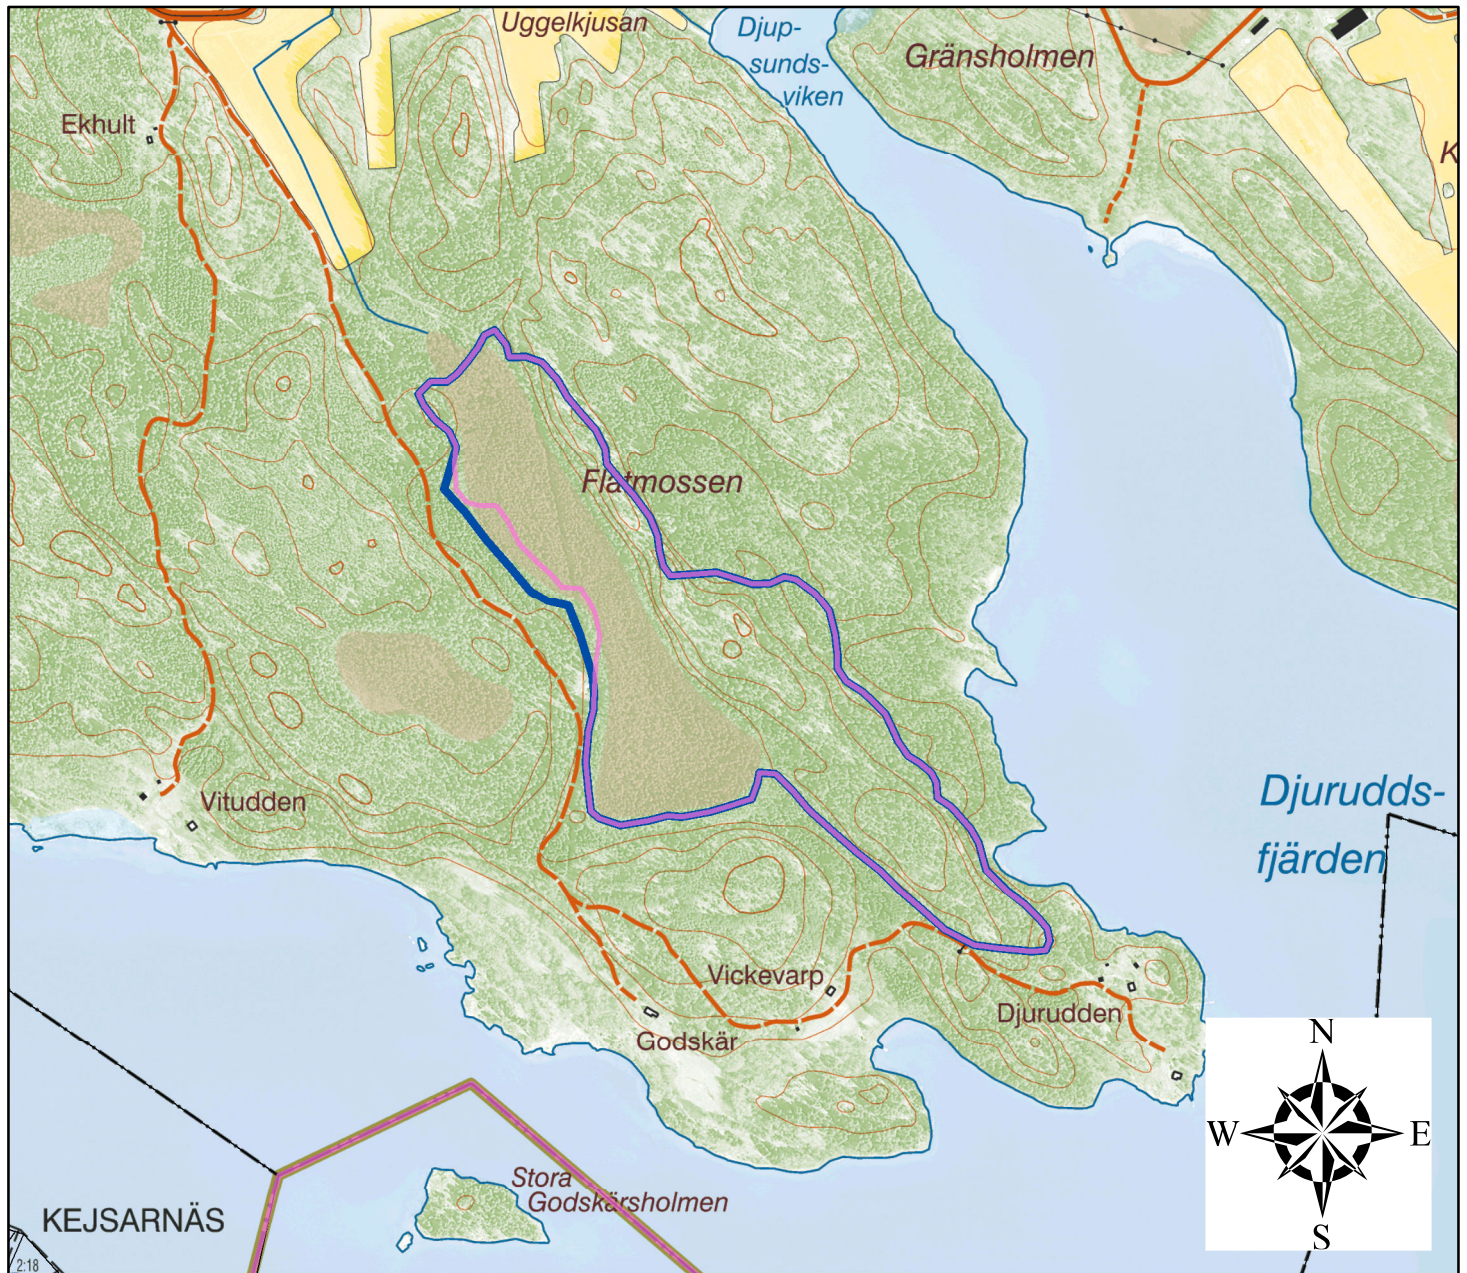 Uggelkjusan
Djup-
sunds-
viken
Gränsholmen
Ekhult
K
Flatmossen
Vitudden
Djurudds-
fjärden
Vickevarp
Djurudden
Godskär
Stora
Godskärsholmen
KEJSARNÄS
2:18
N
W
E
S